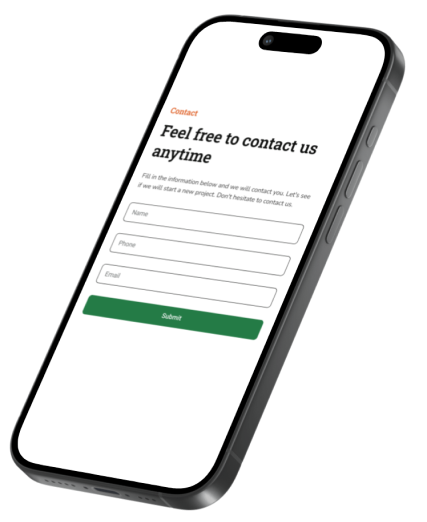 Contact
Feel free to contact us
anytime
Fill in the information below and we will contact you. Let's see
if we will start a new project. Don't hesitate to contact us.
Name
Phone
Email
Submit